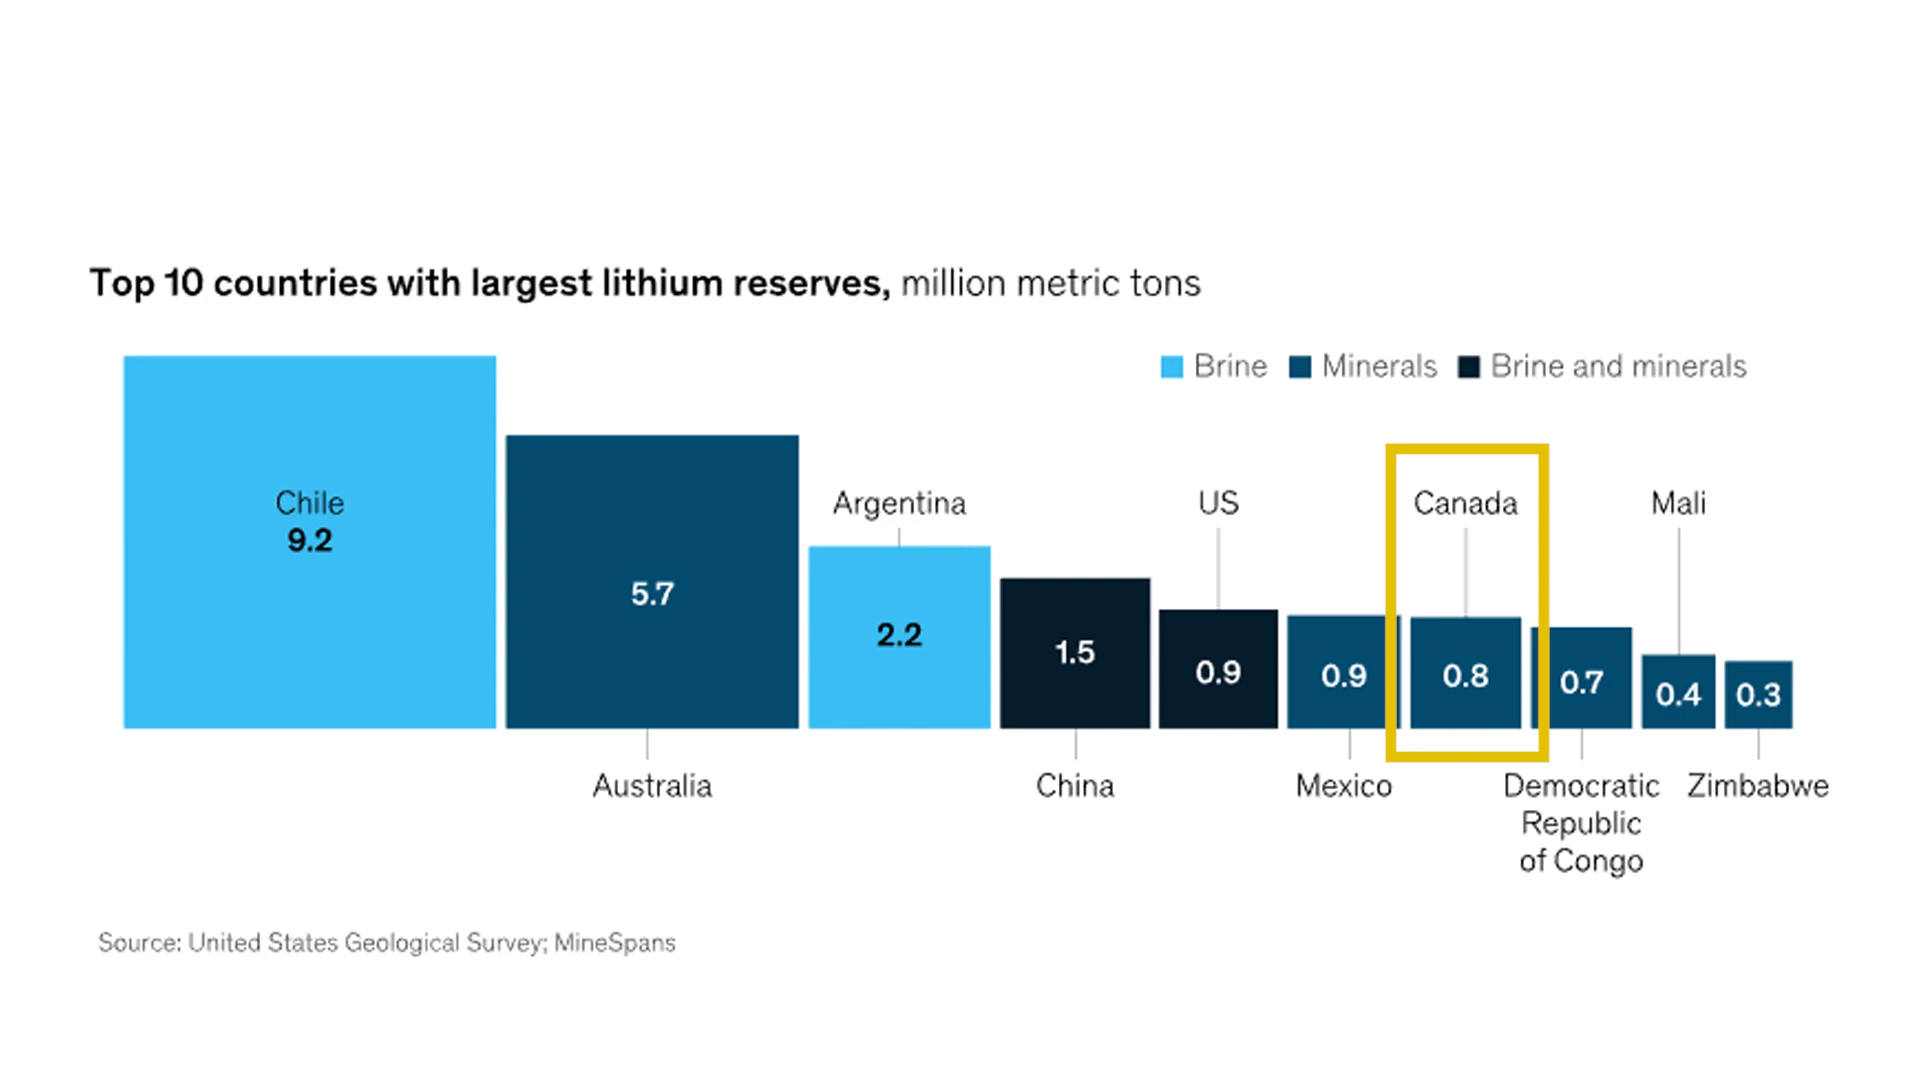 Top 10 countries with largest lithium reserves, million metric tons
Brine Minerals Brine and minerals
Chile
9.2
5.7
Australia
Argentina
2.2
1.5
China
US
0.9
0.9
Mexico
Canada
0.8
0.7
Democratic
Republic
of Congo
Mali
0.4
0.3
Zimbabwe
Source: United States Geological Survey; MineSpans